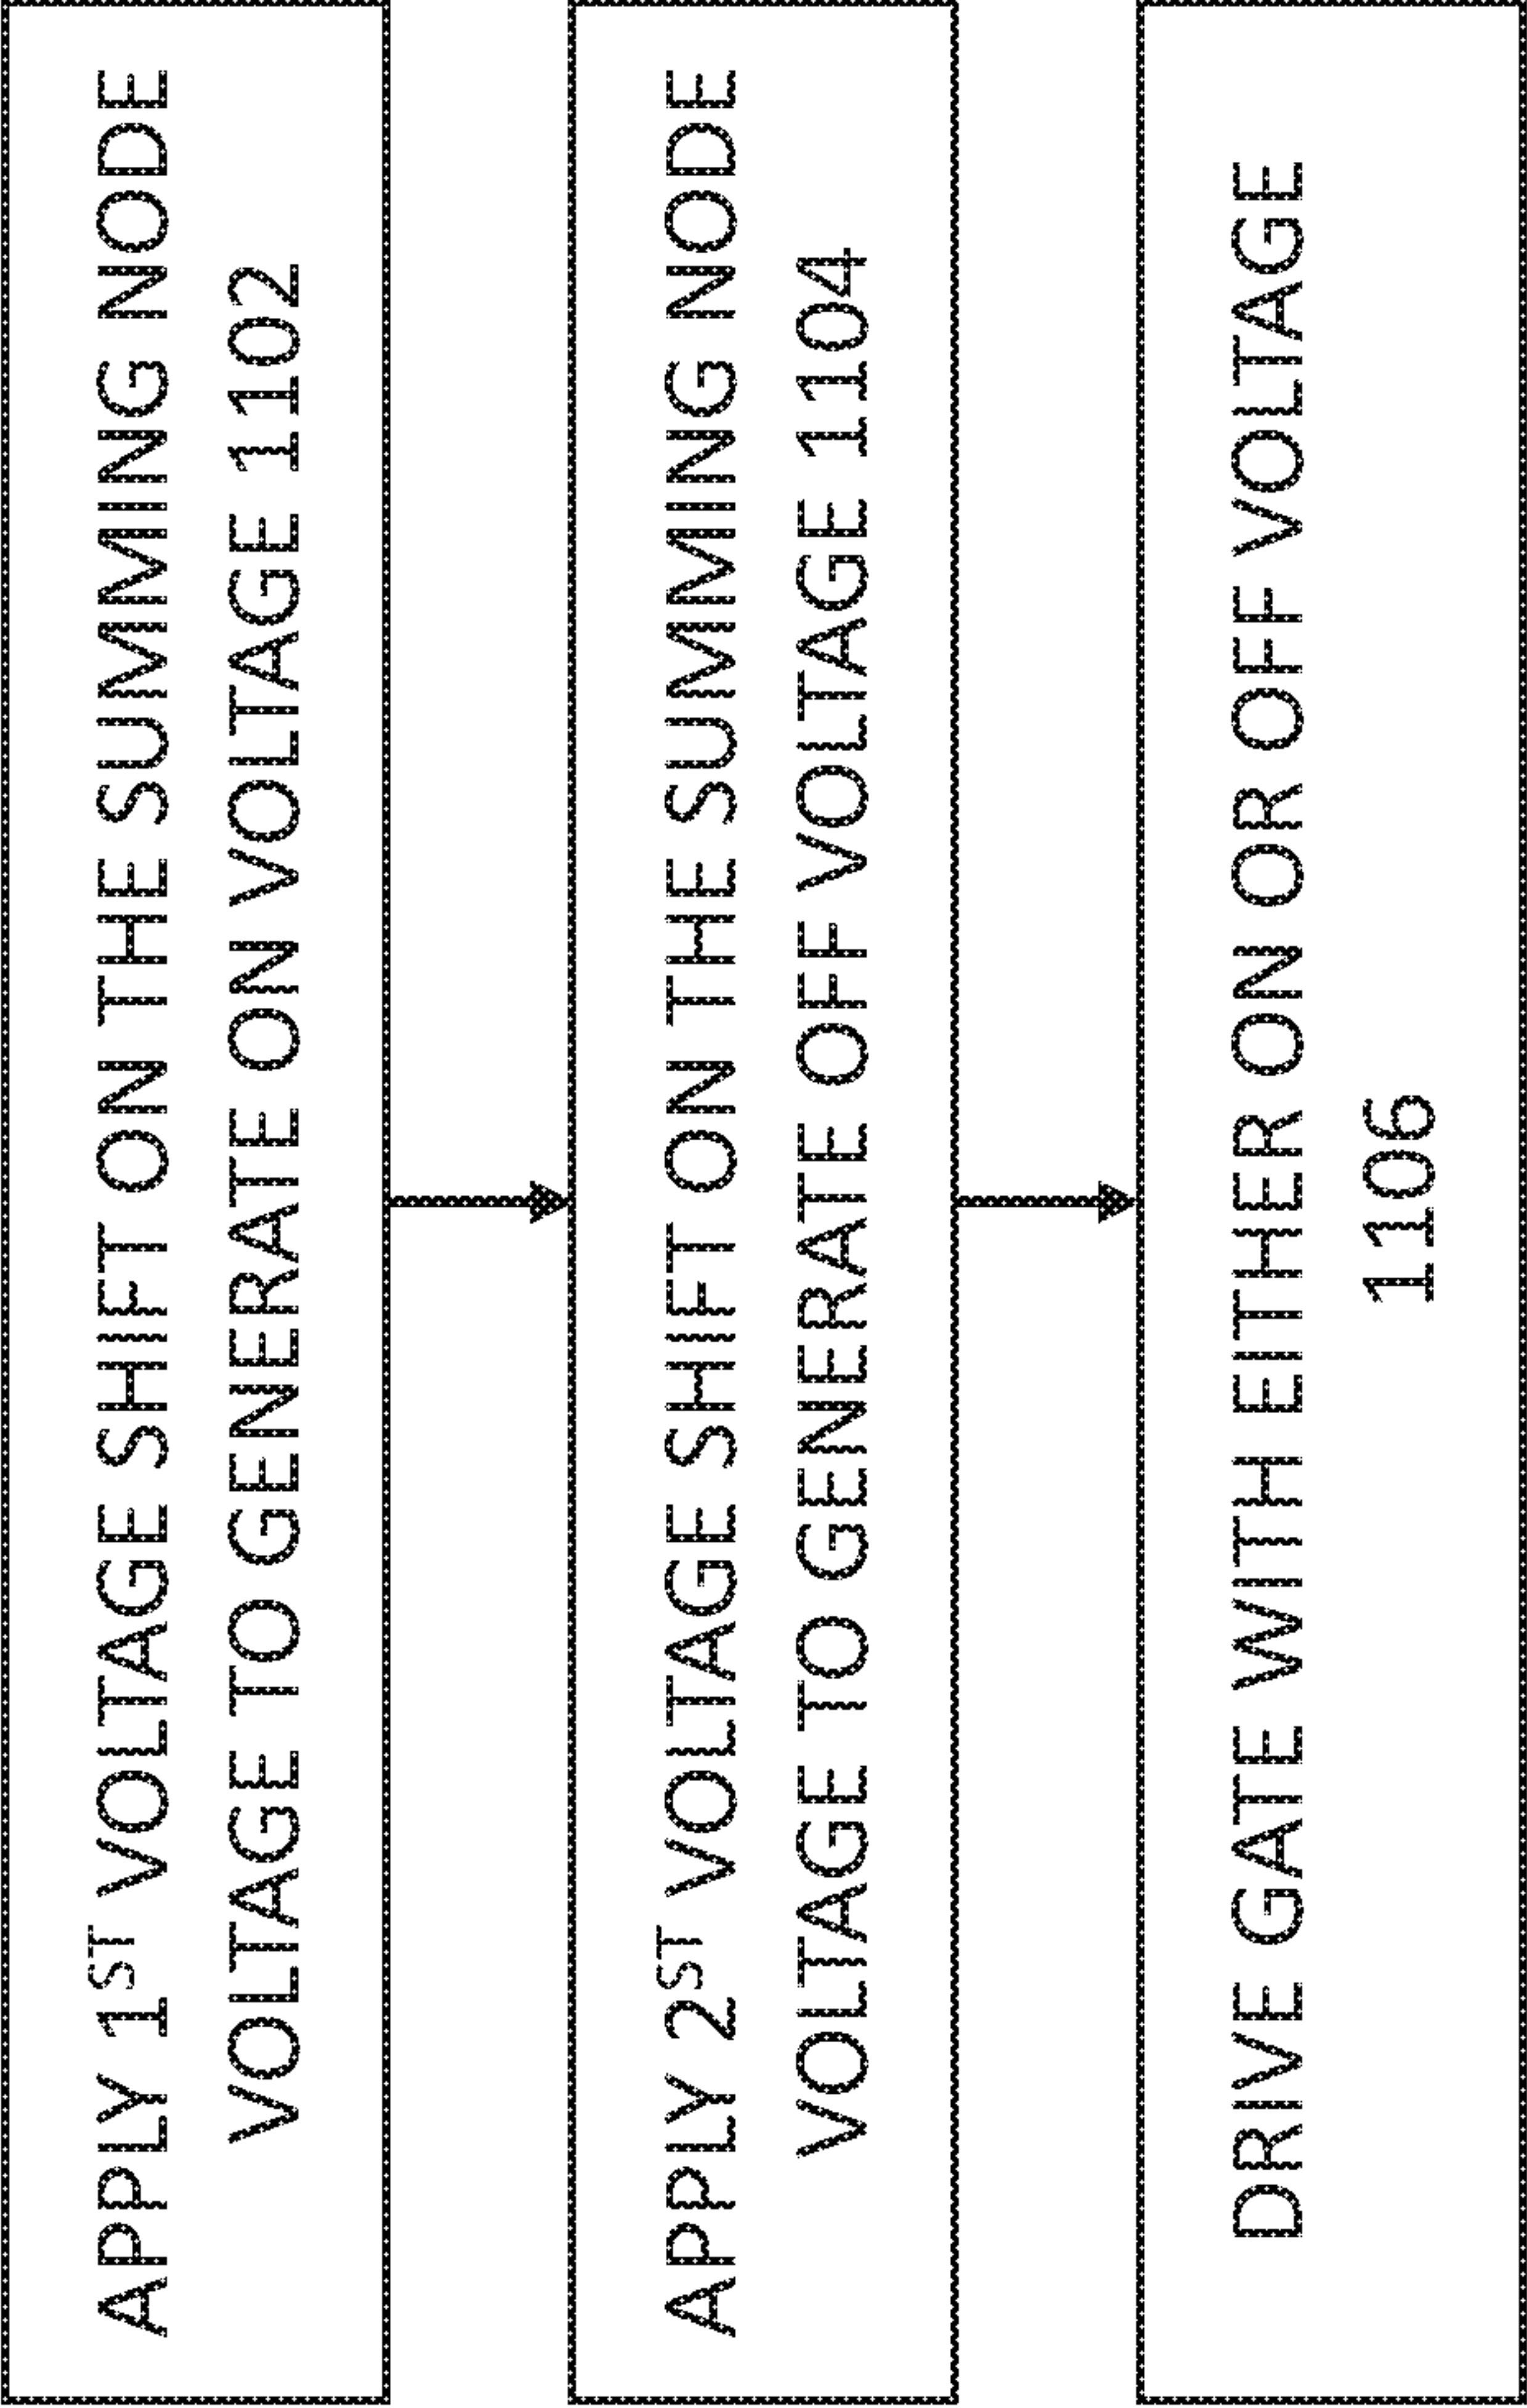 APPLY 1ST VOLTAGE SHIFT ON THE SUMMING NODE
VOLTAGE TO GENERATE ON VOLTAGE 1102
APPLY 2ST VOLTAGE SHIFT ON THE SUMMING NODE
VOLTAGE TO GENERATE OFF VOLTAGE 1104
DRIVE GATE WITH EITHER ON OR OFF VOLTAGE
1106